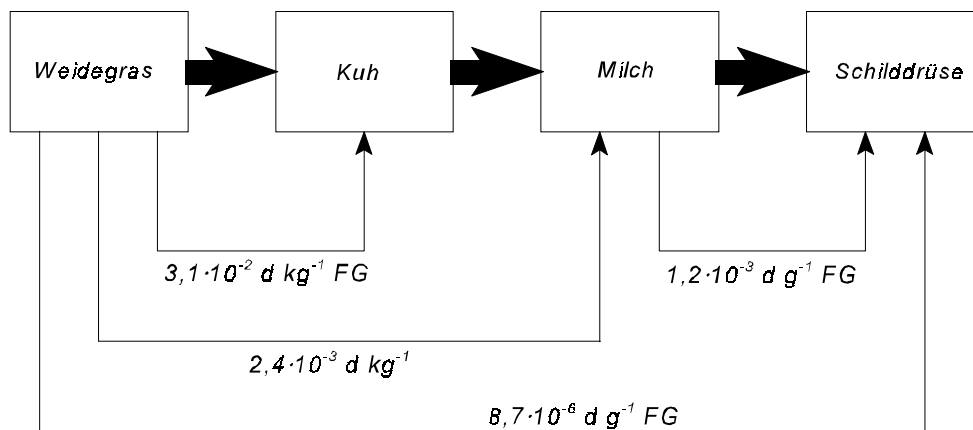 Weidegras
Kuh
Milch
Schilddrüse
3,1·10⁻² d kg⁻¹ FG
1,2·10⁻³ d g⁻¹ FG
2,4·10⁻³ d kg⁻¹
8,7·10⁻⁶ d g⁻¹ FG